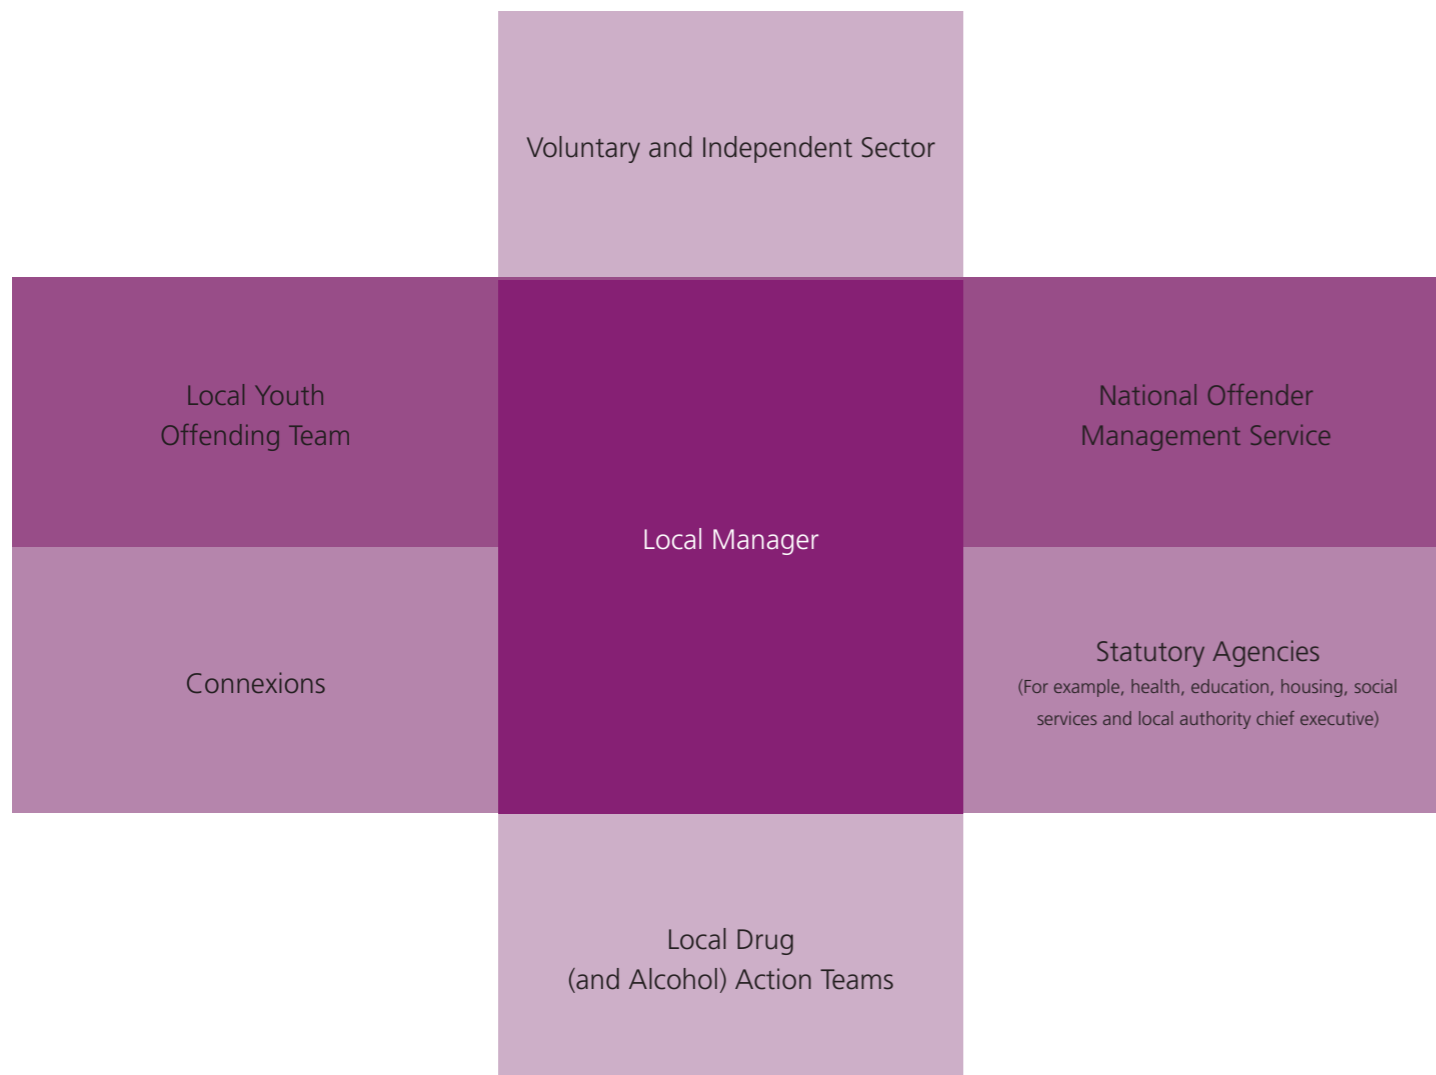 Voluntary and Independent Sector
Local Youth
Offending Team
National Offender
Management Service
Local Manager
Connexions
Statutory Agencies
(For example, health, education, housing, social
services and local authority chief executive)
Local Drug
(and Alcohol) Action Teams